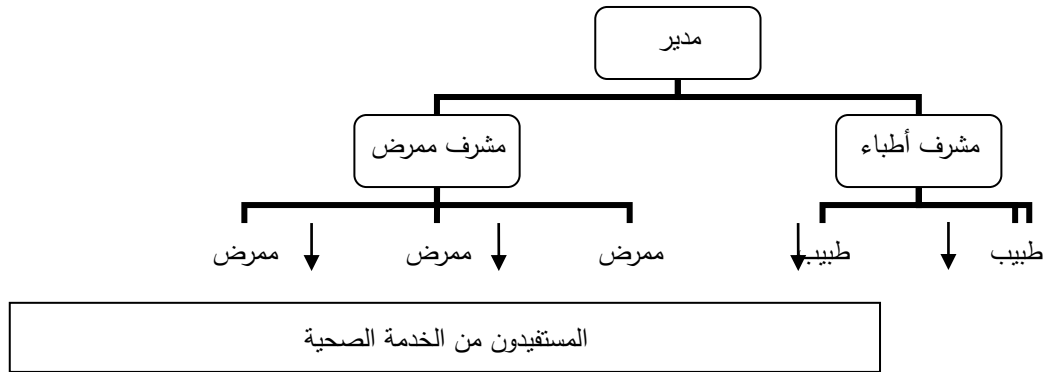 مدير
مشرف أطباء
مشرف ممرض
طبيب
طبيب
ممرض
ممرض
ممرض
المستفيدون من الخدمة الصحية